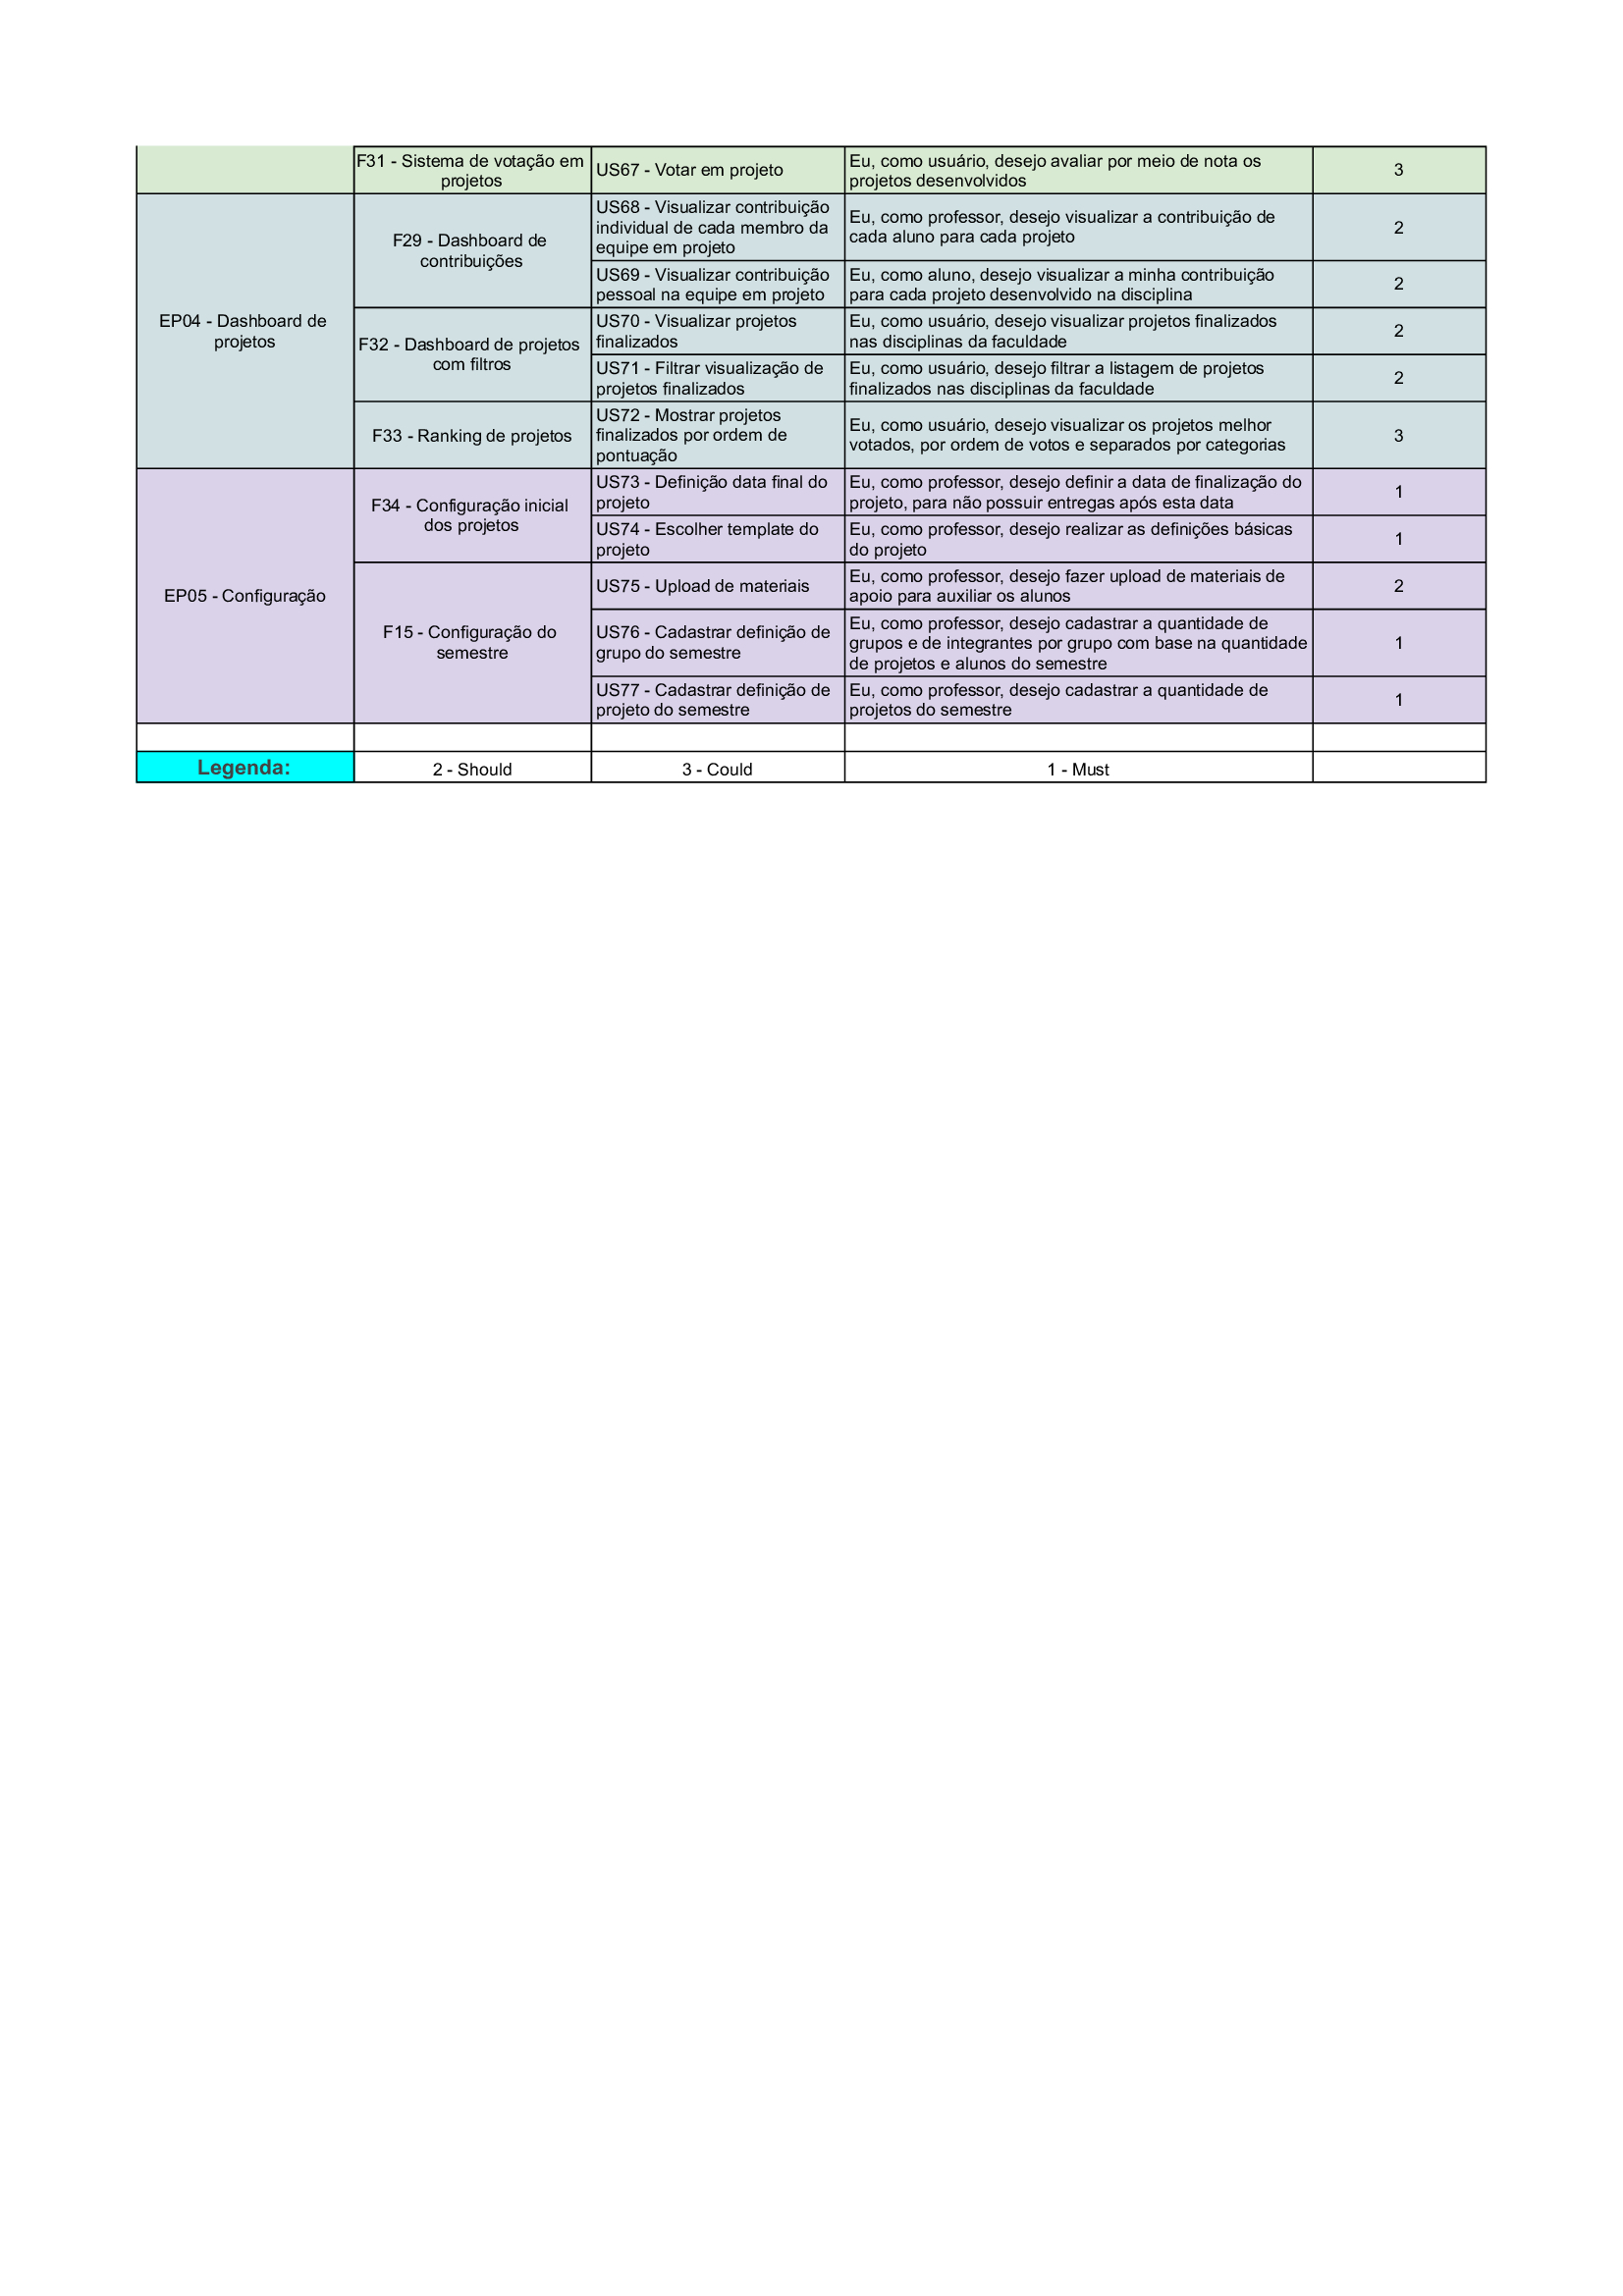 F31 - Sistema de votação em
projetos
US67 - Votar em projeto
Eu, como usuário, desejo avaliar por meio de nota os
projetos desenvolvidos
3
EP04 - Dashboard de
projetos
F29 - Dashboard de
contribuições
US68 - Visualizar contribuição
individual de cada membro da
equipe em projeto
Eu, como professor, desejo visualizar a contribuição de
cada aluno para cada projeto
2
US69 - Visualizar contribuição
pessoal na equipe em projeto
Eu, como aluno, desejo visualizar a minha contribuição
para cada projeto desenvolvido na disciplina
2
F32 - Dashboard de projetos
com filtros
US70 - Visualizar projetos
finalizados
Eu, como usuário, desejo visualizar projetos finalizados
nas disciplinas da faculdade
2
US71 - Filtrar visualização de
projetos finalizados
Eu, como usuário, desejo filtrar a listagem de projetos
finalizados nas disciplinas da faculdade
2
F33 - Ranking de projetos
US72 - Mostrar projetos
finalizados por ordem de
pontuação
Eu, como usuário, desejo visualizar os projetos melhor
votados, por ordem de votos e separados por categorias
3
EP05 - Configuração
F34 - Configuração inicial
dos projetos
US73 - Definição data final do
projeto
Eu, como professor, desejo definir a data de finalização do
projeto, para não possuir entregas após esta data
1
US74 - Escolher template do
projeto
Eu, como professor, desejo realizar as definições básicas
do projeto
1
F15 - Configuração do
semestre
US75 - Upload de materiais
Eu, como professor, desejo fazer upload de materiais de
apoio para auxiliar os alunos
2
US76 - Cadastrar definição de
grupo do semestre
Eu, como professor, desejo cadastrar a quantidade de
grupos e de integrantes por grupo com base na quantidade
de projetos e alunos do semestre
1
US77 - Cadastrar definição de
projeto do semestre
Eu, como professor, desejo cadastrar a quantidade de
projetos do semestre
1
Legenda:
2 - Should
3 - Could
1 - Must